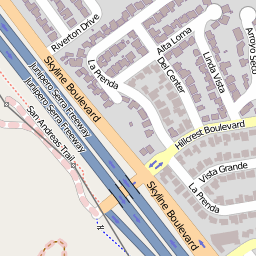 Riverton Drive
Alta Loma
Arroyo Seco
Linda Vista
Del Center
La Prenda
Skyline Boulevard
Junipero Serra Freeway
Junipero Serra Freeway
San Andreas Trail
Hillcrest Boulevard
Vista Grande
La Prenda
Skyline Boulevard